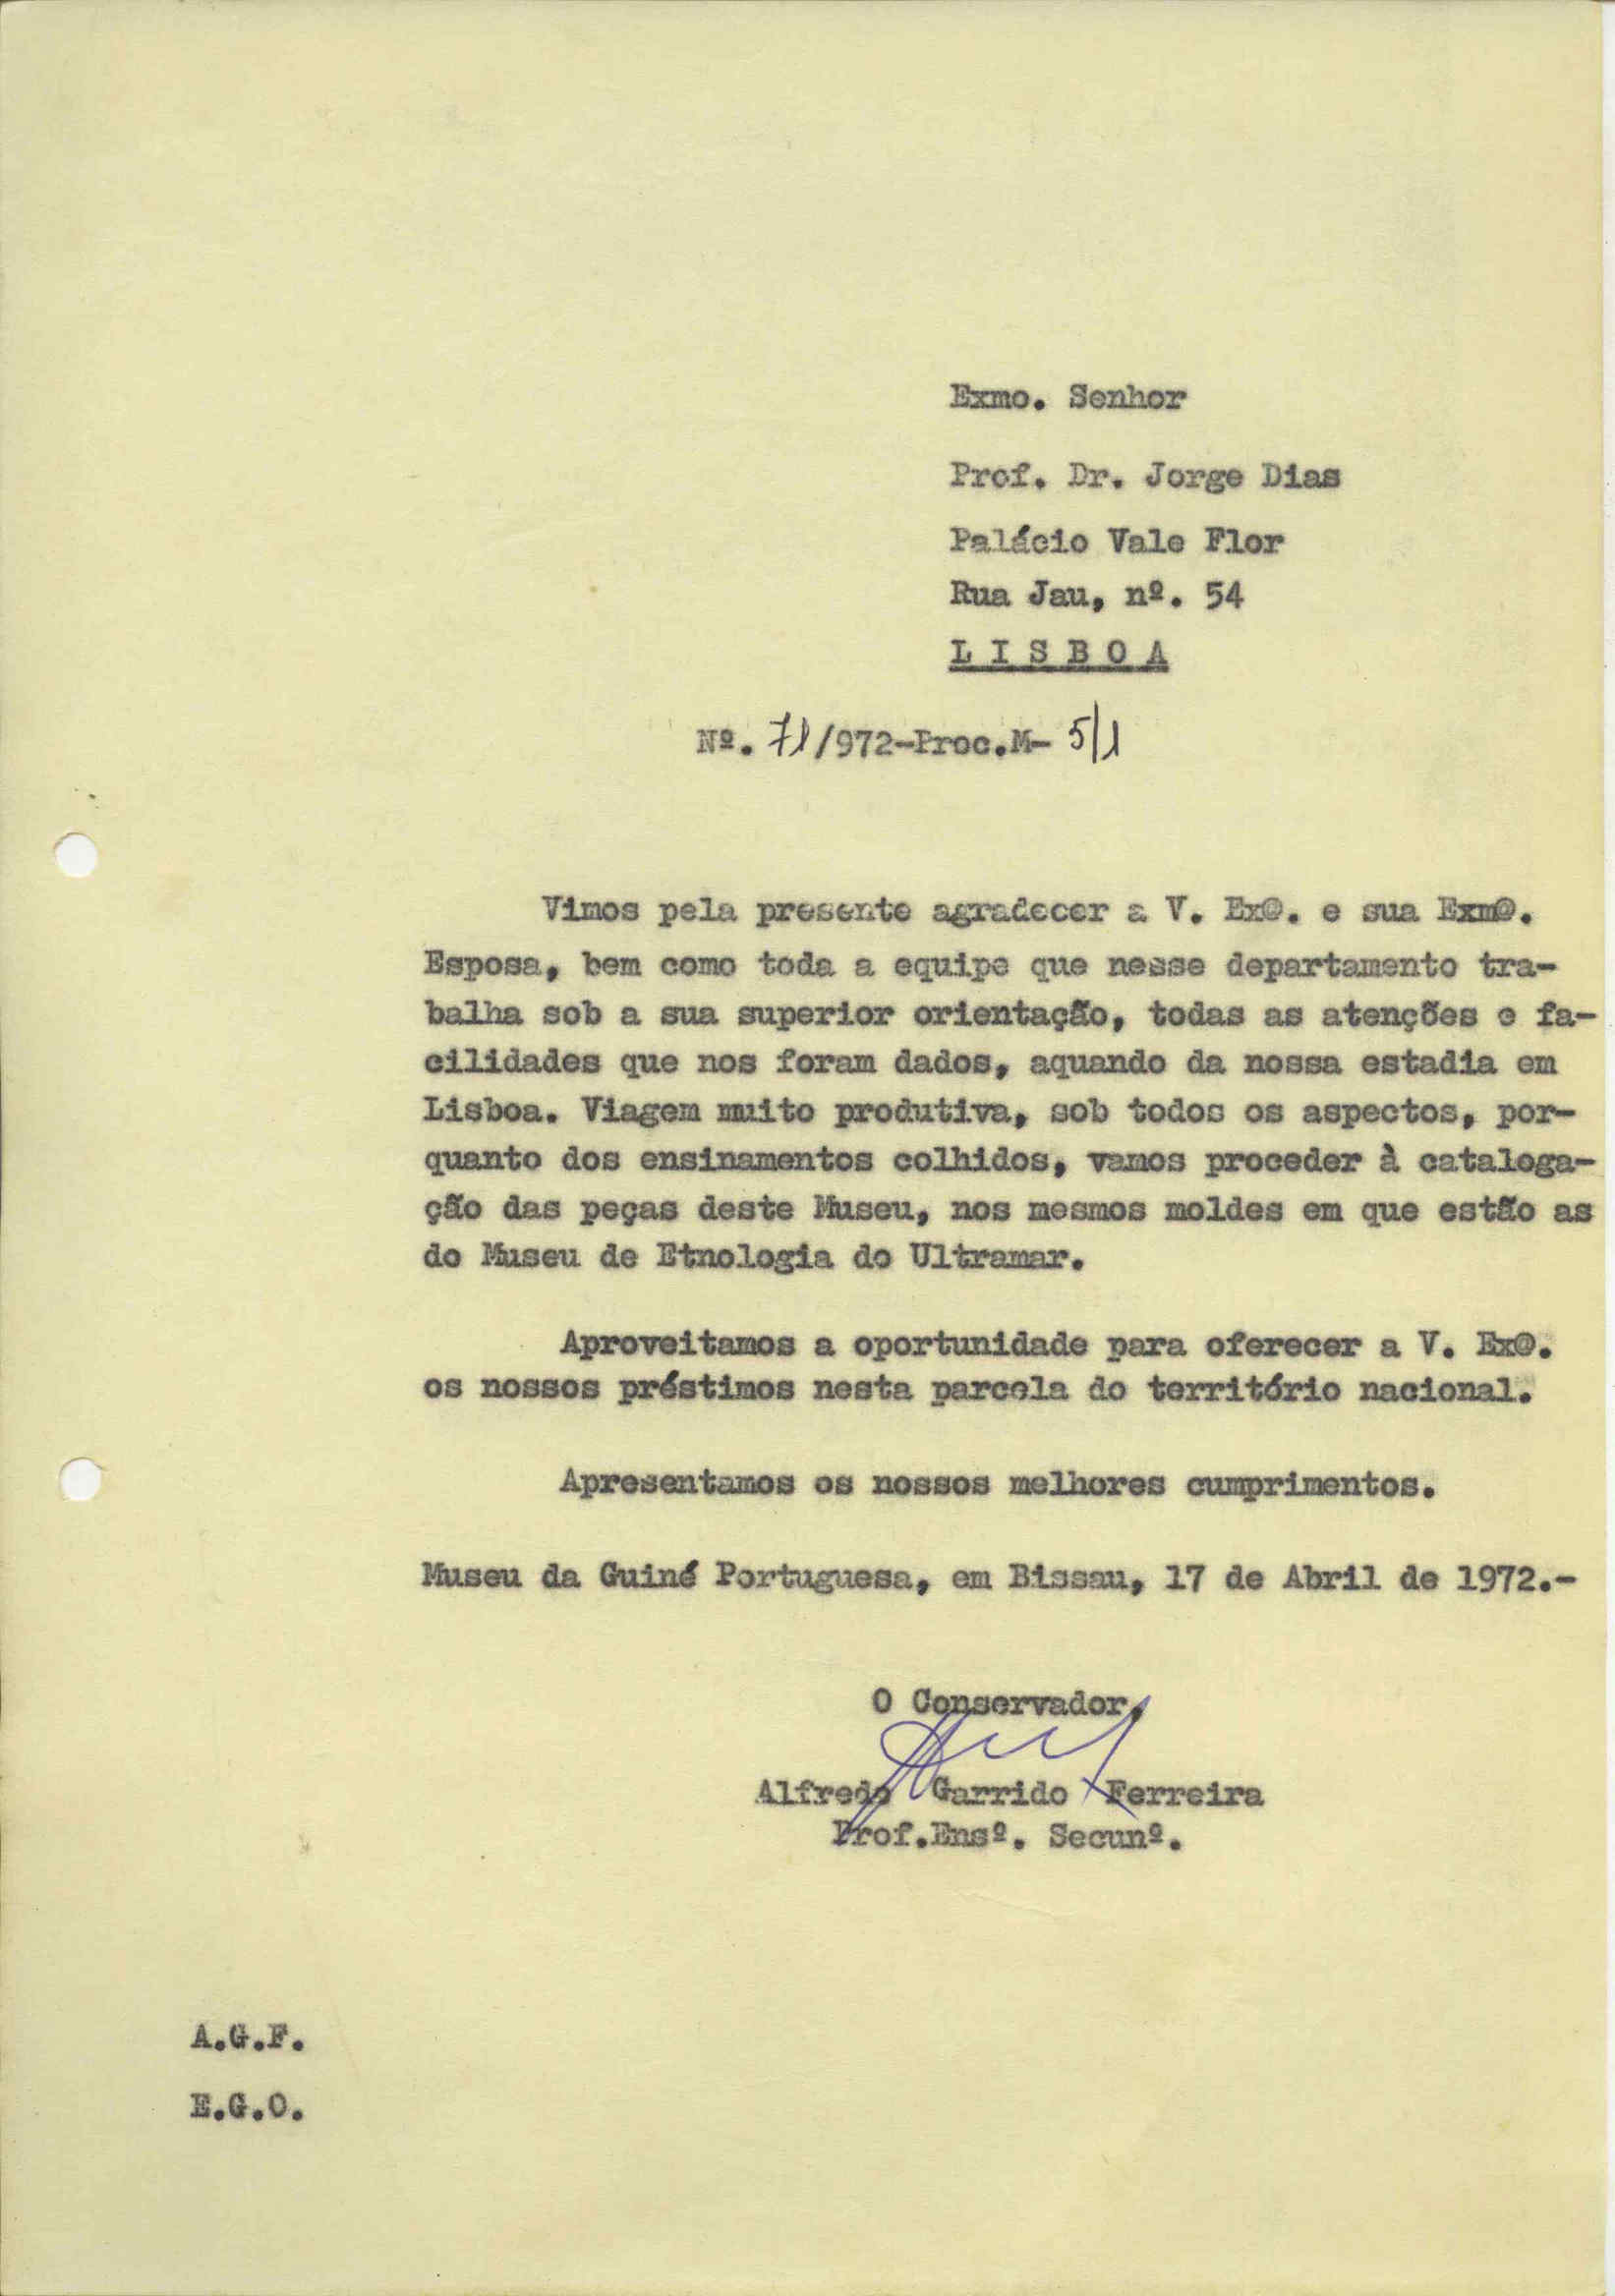 Exmo. Senhor
Prof. Dr. Jorge Dias
Palácio Vale Flor
Rua Jau, nº. 54
L I S B O A
Nº. 71/972-Proc.M- 5/1
Vimos pela presente agradecer a V. Ex@. e sua Exm@.
Esposa, bem como toda a equipe que nesse departamento tra-
balha sob a sua superior orientação, todas as atenções e fa-
cilidades que nos foram dados, aquando da nossa estadia em
Lisboa. Viagem muito produtiva, sob todos os aspectos, por-
quanto dos ensinamentos colhidos, vamos proceder à cataloga-
ção das peças deste Museu, nos mesmos moldes em que estão as
do Museu de Etnologia do Ultramar.
Aproveitamos a oportunidade para oferecer a V. Ex@.
os nossos préstimos nesta parcela do território nacional.
Apresentamos os nossos melhores cumprimentos.
Museu da Guiné Portuguesa, em Bissau, 17 de Abril de 1972.-
O Conservador,
Alfredo Garrido Ferreira
Prof.Ensº. Secunº.
A.G.F.
E.G.O.